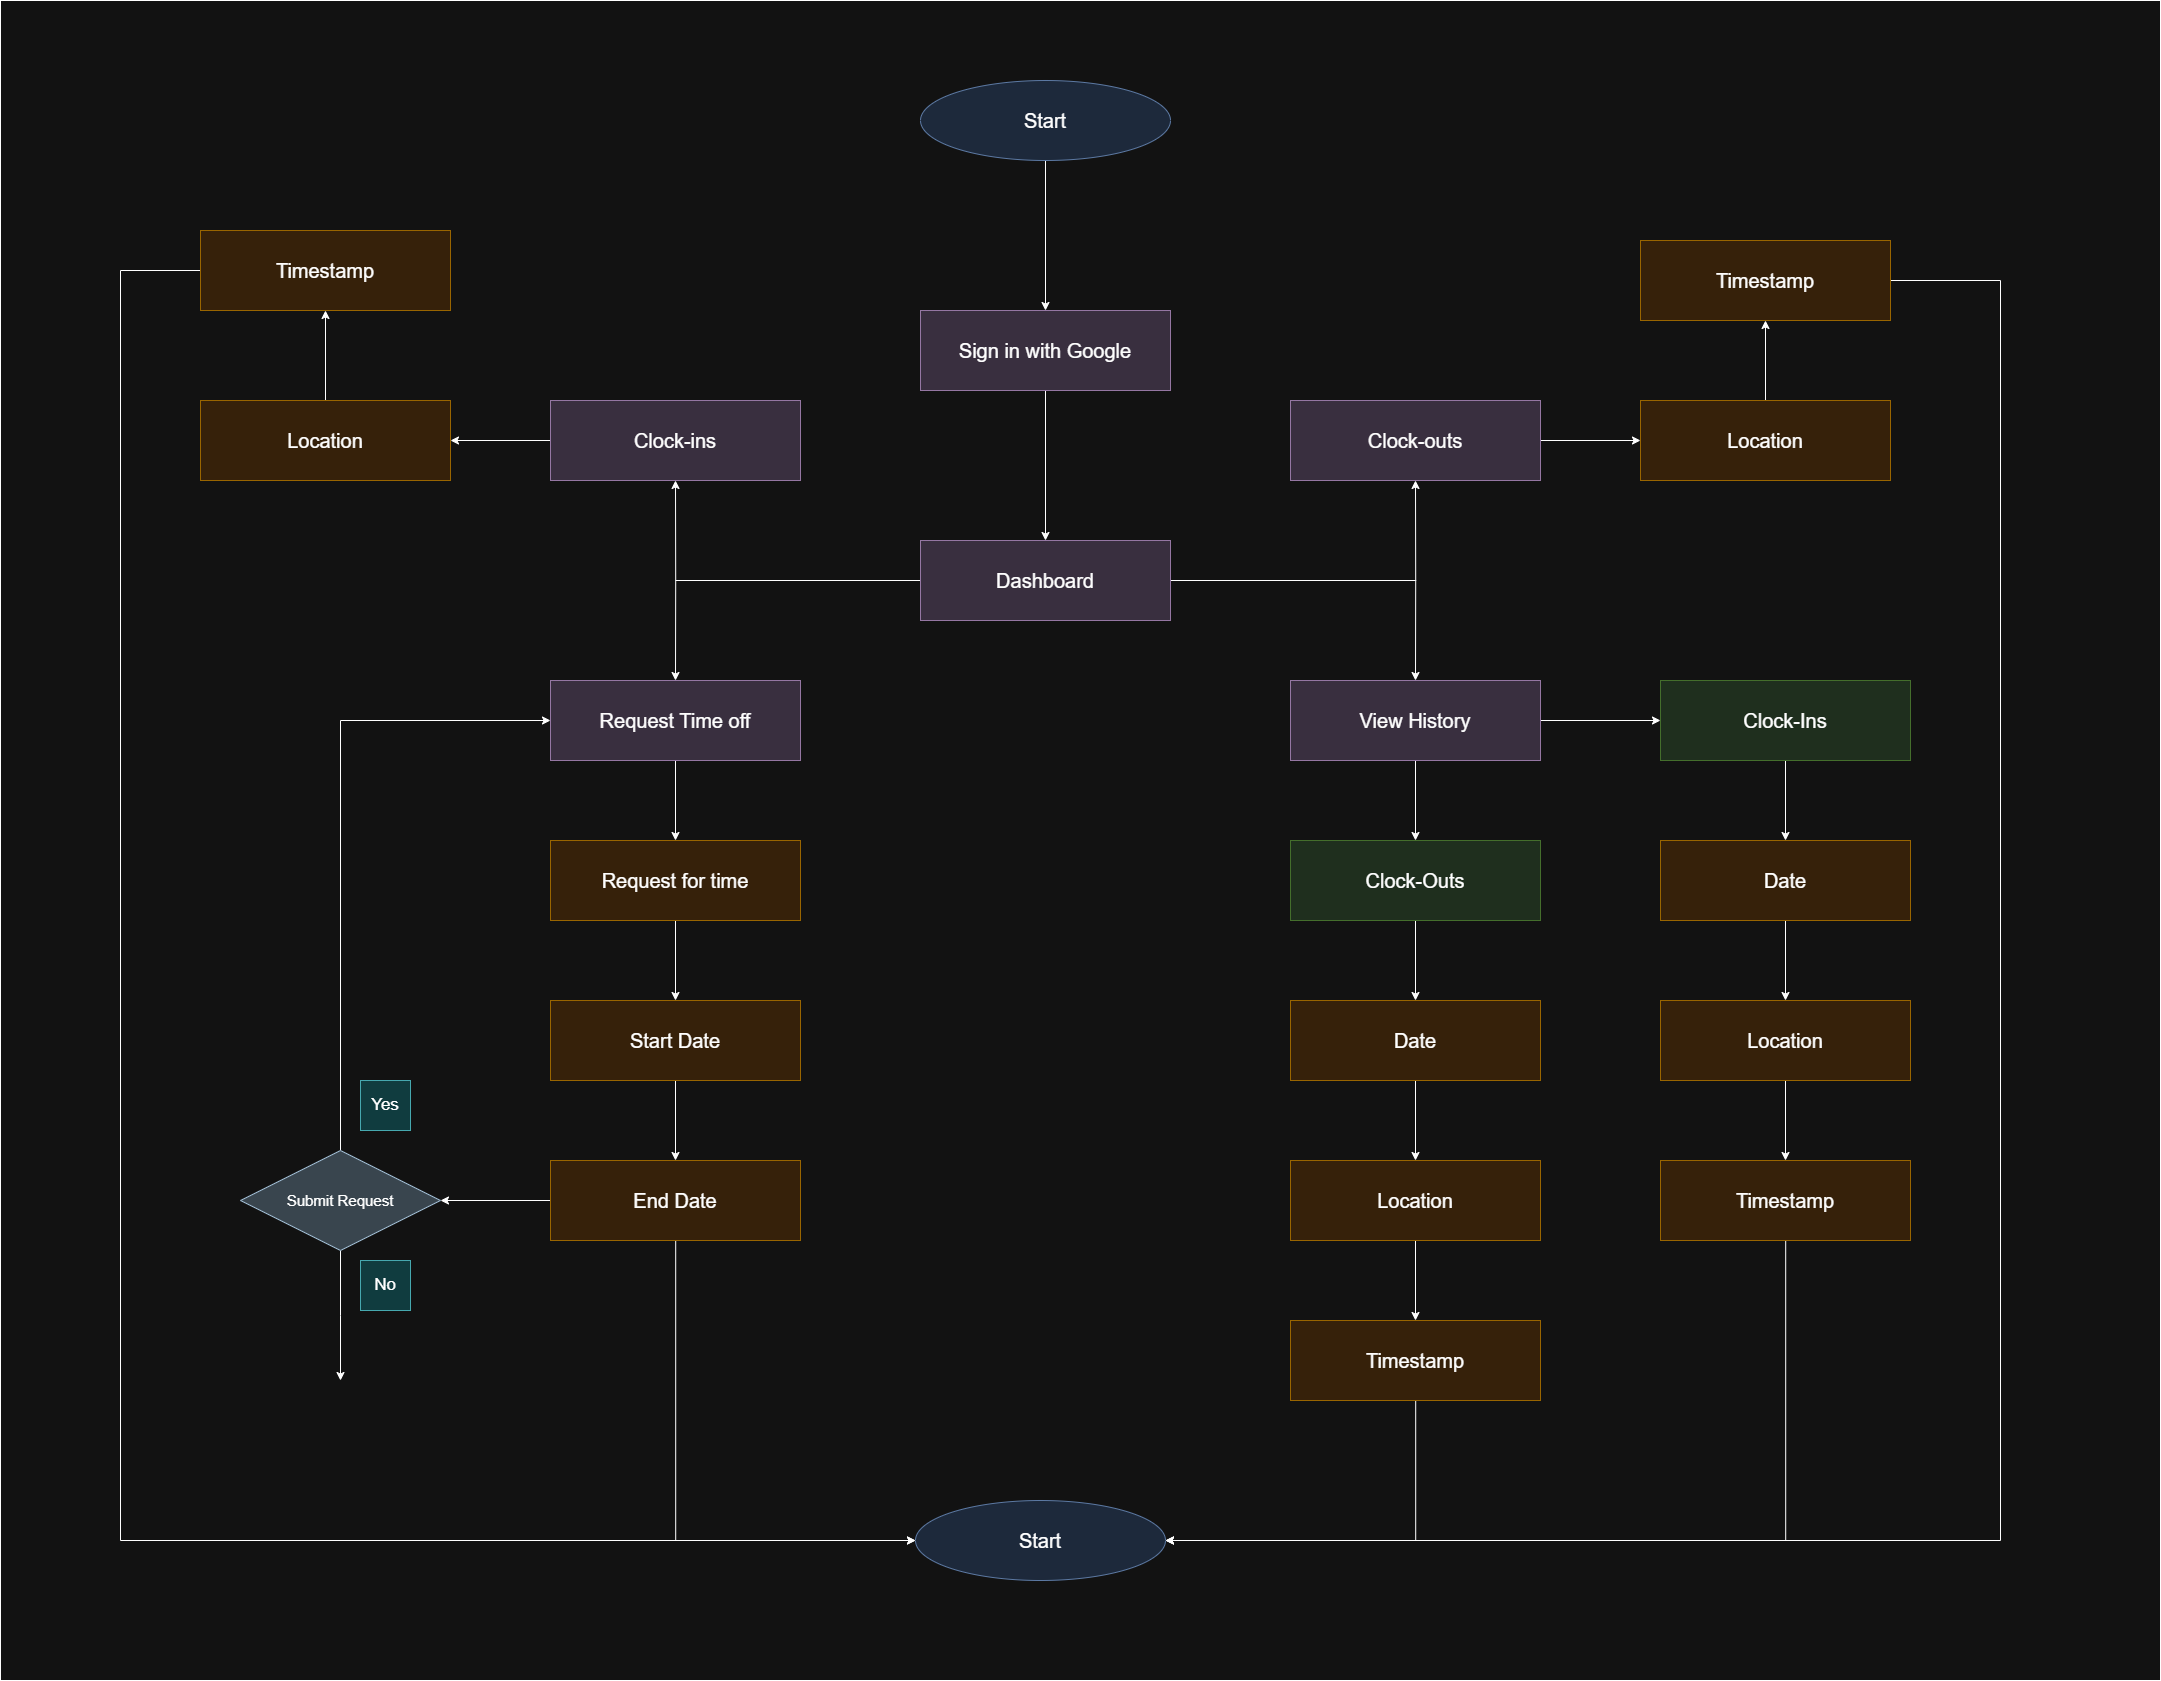 Start
Timestamp
Timestamp
Sign in with Google
Location
Clock-ins
Clock-outs
Location
Dashboard
Request Time off
View History
Clock-Ins
Request for time
Clock-Outs
Date
Start Date
Date
Location
Yes
Submit Request
End Date
Location
Timestamp
No
Timestamp
Start